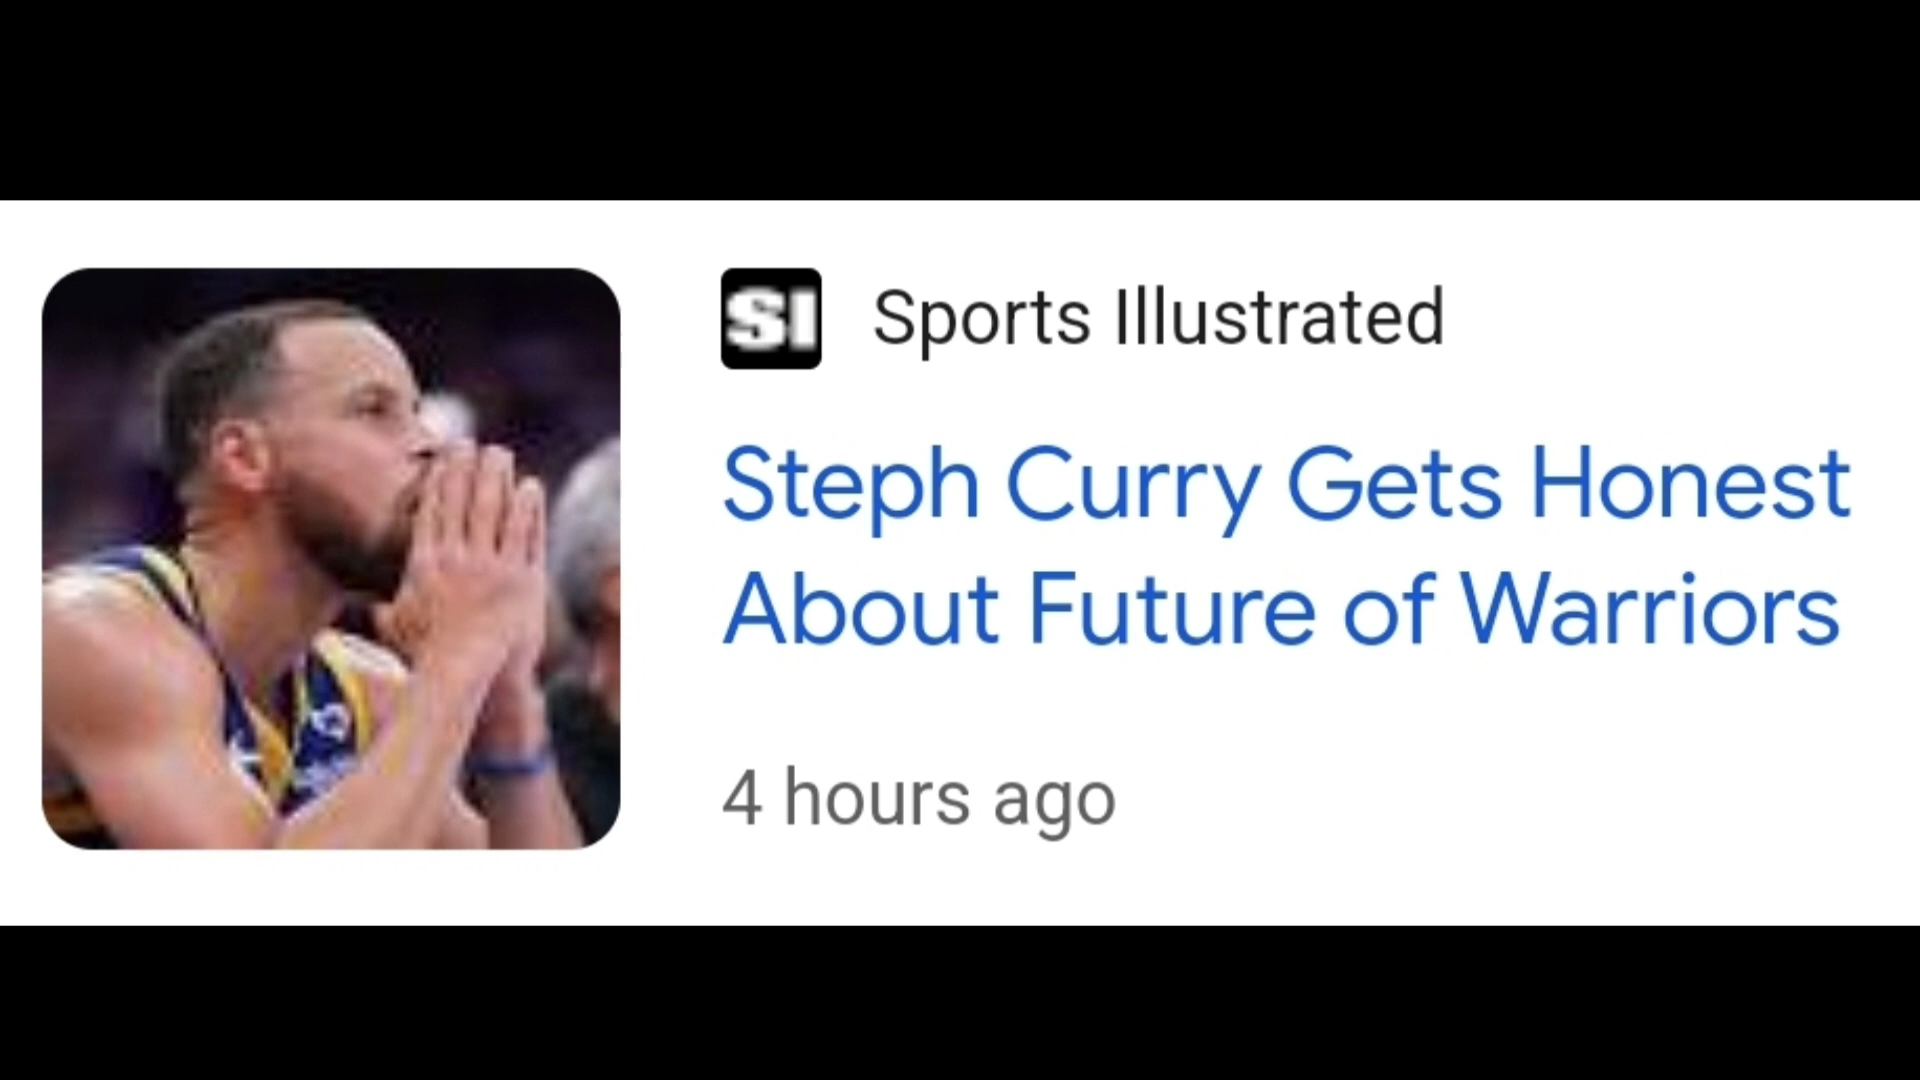 SI
Sports Illustrated
Steph Curry Gets Honest
About Future of Warriors
4 hours ago